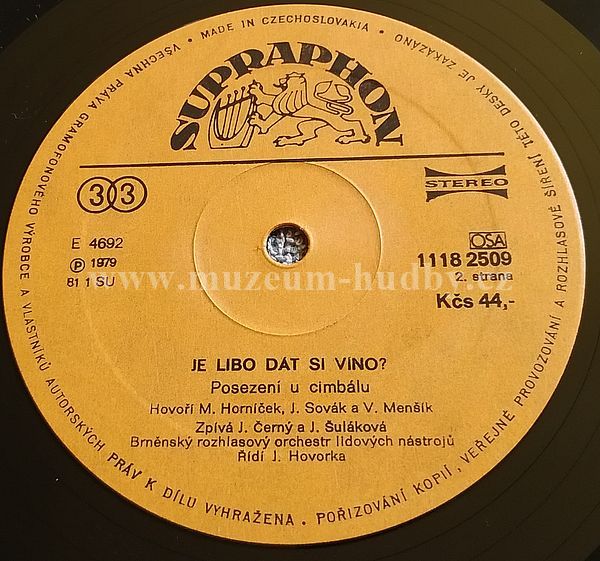 VŠECHNA PRÁVA GRAMOFONOVÉHO VÝROBCE A VLASTNÍKŮ AUTORSKÝCH PRÁV K DÍLU VYHRAŽENA. POŘIZOVÁNÍ KOPIÍ, VEŘEJNÉ PROVOZOVÁNÍ A ROZHLASOVÉ ŠÍŘENÍ TÉTO DESKY JE ZAKÁZÁNO • MADE IN CZECHOSLOVAKIA •
SUPRAPHON
33
STEREO
E 4692
Ⓟ 1979
81 1 SU
OSA
1118 2509
2. strana
Kčs 44,-
www.muzeum-hudby.cz
JE LIBO DÁT SI VÍNO?
Posezení u cimbálu
Hovoří M. Horníček, J. Sovák a V. Menšík
Zpívá J. Černý a J. Šuláková
Brněnský rozhlasový orchestr lidových nástrojů
Řídí J. Hovorka